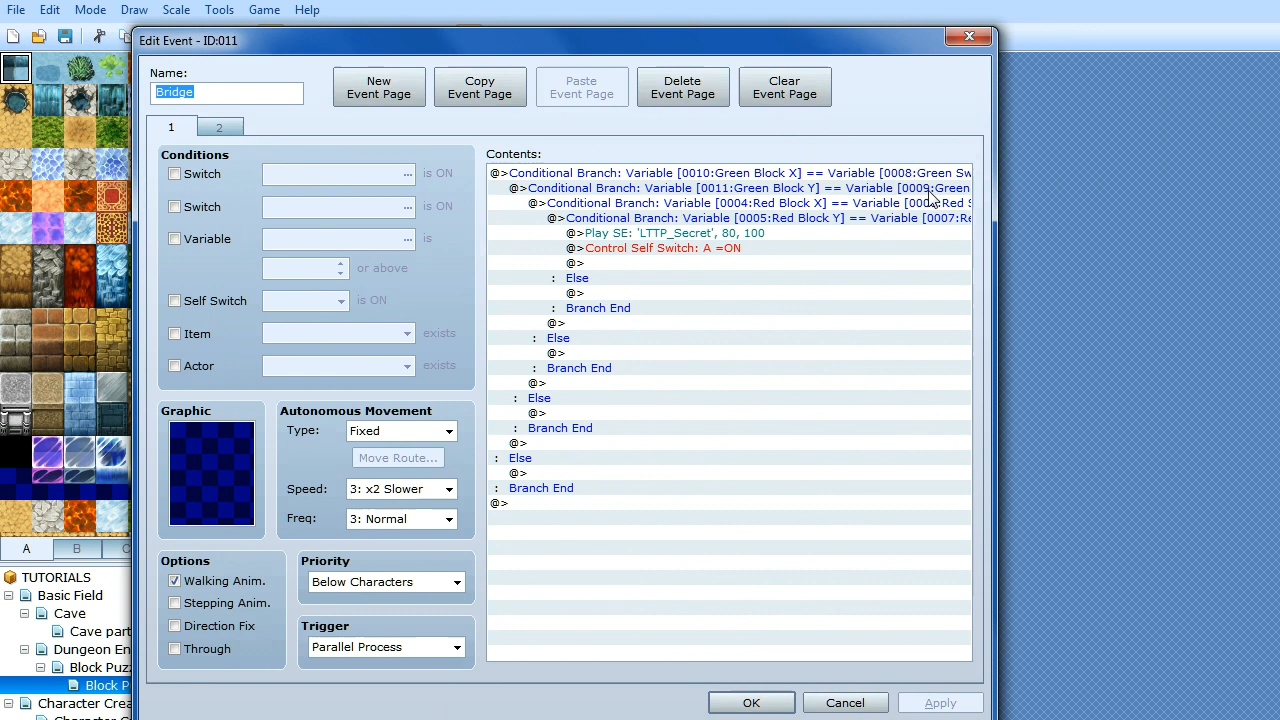 File Edit Mode Draw Scale Tools Game Help
Edit Event - ID:011
Name:
Bridge
New Event Page
Copy Event Page
Paste Event Page
Delete Event Page
Clear Event Page
1 2
Conditions
Switch ... is ON
Switch ... is ON
Variable ... is
or above
Self Switch is ON
Item exists
Actor exists
Graphic
Autonomous Movement
Type: Fixed
Move Route...
Speed: 3: x2 Slower
Freq: 3: Normal
Options
Walking Anim.
Stepping Anim.
Direction Fix
Through
Priority
Below Characters
Trigger
Parallel Process
Contents:
@>Conditional Branch: Variable [0010:Green Block X] == Variable [0008:Green Sw
@>Conditional Branch: Variable [0011:Green Block Y] == Variable [0009:Green
@>Conditional Branch: Variable [0004:Red Block X] == Variable [000 :Red S
@>Conditional Branch: Variable [0005:Red Block Y] == Variable [0007:Re
@>Play SE: 'LTTP_Secret', 80, 100
@>Control Self Switch: A =ON
@>
: Else
@>
: Branch End
@>
: Else
@>
: Branch End
@>
: Else
@>
: Branch End
@>
: Else
@>
: Branch End
@>
OK Cancel Apply
A B C
TUTORIALS
Basic Field
Cave
Cave part
Dungeon En
Block Puz
Block P
Character Crea